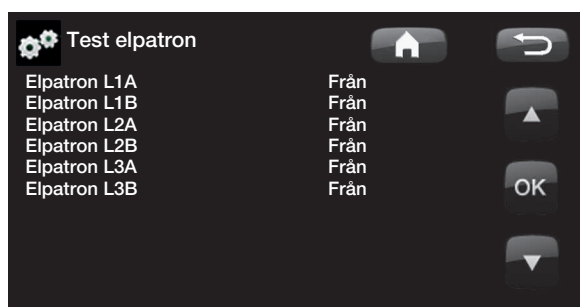 Test elpatron
Elpatron L1A Från
Elpatron L1B Från
Elpatron L2A Från
Elpatron L2B Från
Elpatron L3A Från
Elpatron L3B Från
OK